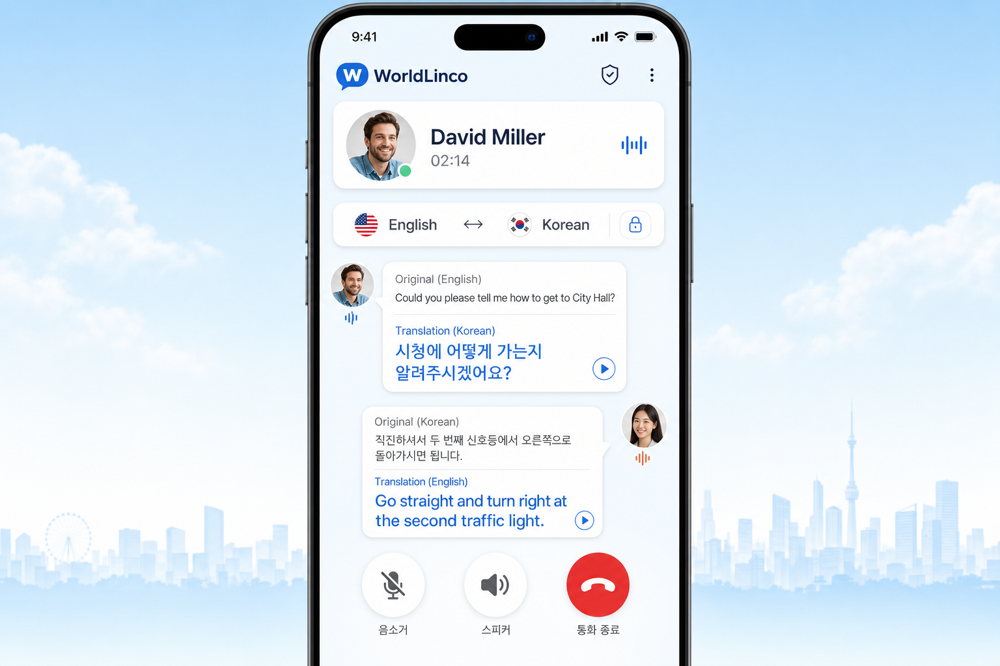 9:41
W WorldLinco
David Miller
02:14
English ↔ Korean
Original (English)
Could you please tell me how to get to City Hall?
Translation (Korean)
시청에 어떻게 가는지
알려주시겠어요?
Original (Korean)
직진하셔서 두 번째 신호등에서 오른쪽으로
돌아가시면 됩니다.
Translation (English)
Go straight and turn right at
the second traffic light.
음소거 스피커 통화 종료